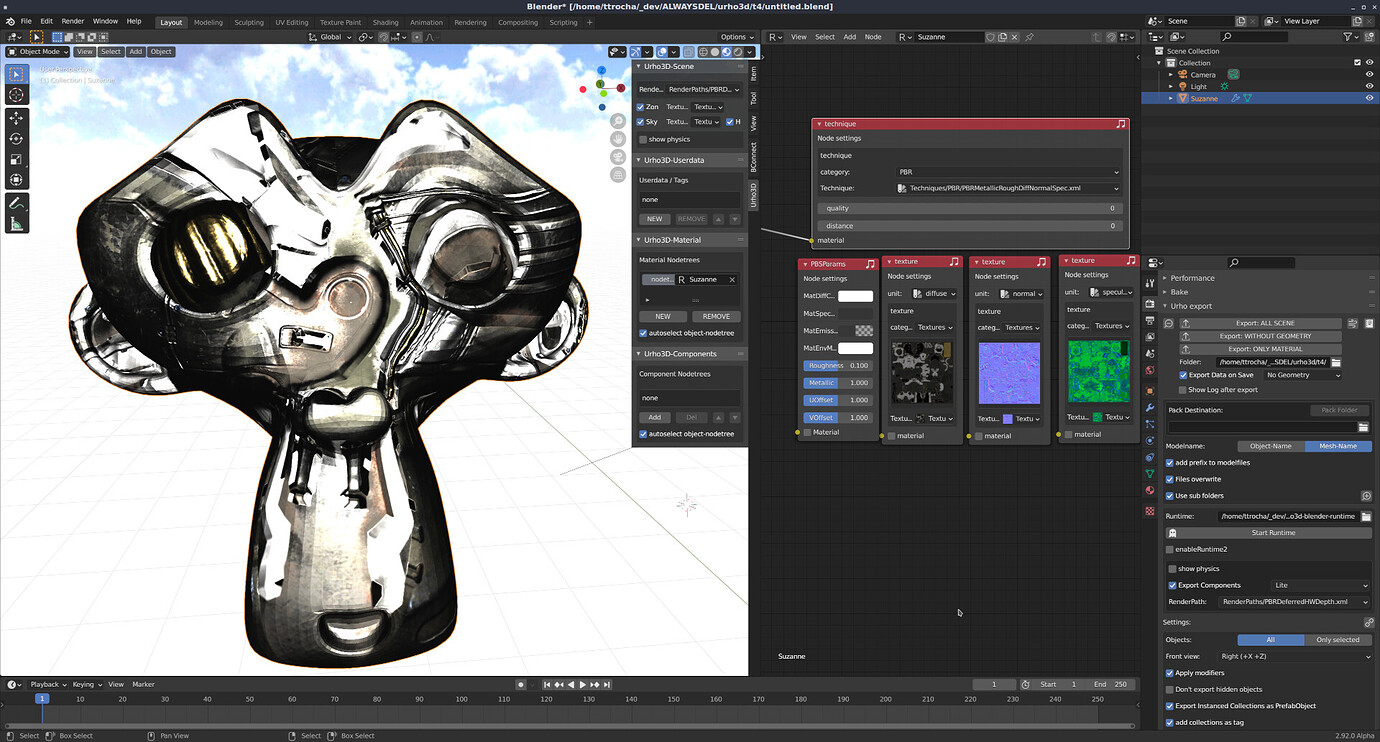 Blender* [/home/ttrocha/_dev/ALWAYSDEL/urho3d/t4/untitled.blend]
File Edit Render Window Help Layout Modeling Sculpting UV Editing Texture Paint Shading Animation Rendering Compositing Scripting Scene View Layer
Global Options View Select Add Node Suzanne
Object Mode View Select Add Object
User Perspective
(1) Collection | Suzanne
Urho3D-Scene
Rende... RenderPaths/PBRD...
Zon Textu... Textu...
Sky Textu... Textu H
show physics
Urho3D-Userdata
Userdata / Tags
none
NEW REMOVE
Urho3D-Material
Material Nodetrees
nodet... Suzanne
NEW REMOVE
autoselect object-nodetree
Urho3D-Components
Component Nodetrees
none
Add Del
autoselect object-nodetree
Item
Tool
View
BConnect
Urho3D
technique
Node settings
technique
category: PBR
Technique: Techniques/PBR/PBRMetallicRoughDiffNormalSpec.xml
quality 0
distance 0
material
PBSParams
Node settings
MatDiffC...
MatSpec...
MatEmiss...
MatEnvM...
Roughness 0.100
Metallic 1.000
UOffset 1.000
VOffset 1.000
Material
texture
Node settings
unit: diffuse
texture
categ... Textures
Textu... Textu
material
texture
Node settings
unit: normal
texture
categ... Textures
Textu... Textu
material
texture
Node settings
unit: specul...
texture
categ... Textures
Textu... Textu
material
Suzanne
Scene Collection
Collection
Camera
Light
Suzanne
Performance
Bake
Urho export
Export: ALL SCENE
Export: WITHOUT GEOMETRY
Export: ONLY MATERIAL
Folder: /home/ttrocha/_...SDEL/urho3d/t4/
Export Data on Save No Geometry
Show Log after export
Pack Destination: Pack Folder
Modelname: Object-Name Mesh-Name
add prefix to modelfiles
Files overwrite
Use sub folders
Runtime: /home/ttrocha/_dev/...o3d-blender-runtime
Start Runtime
enableRuntime2
show physics
Export Components Lite
RenderPath: RenderPaths/PBRDeferredHWDepth.xml
Settings:
Objects: All Only selected
Front view: Right (+X +Z)
Apply modifiers
Don't export hidden objects
Export Instanced Collections as PrefabObject
add collections as tag
Playback Keying View Marker 1 Start 1 End 250
1 10 20 30 40 50 60 70 80 90 100 110 120 130 140 150 160 170 180 190 200 210 220 230 240 250
Select Box Select Pan View Select Box Select 2.92.0 Alpha